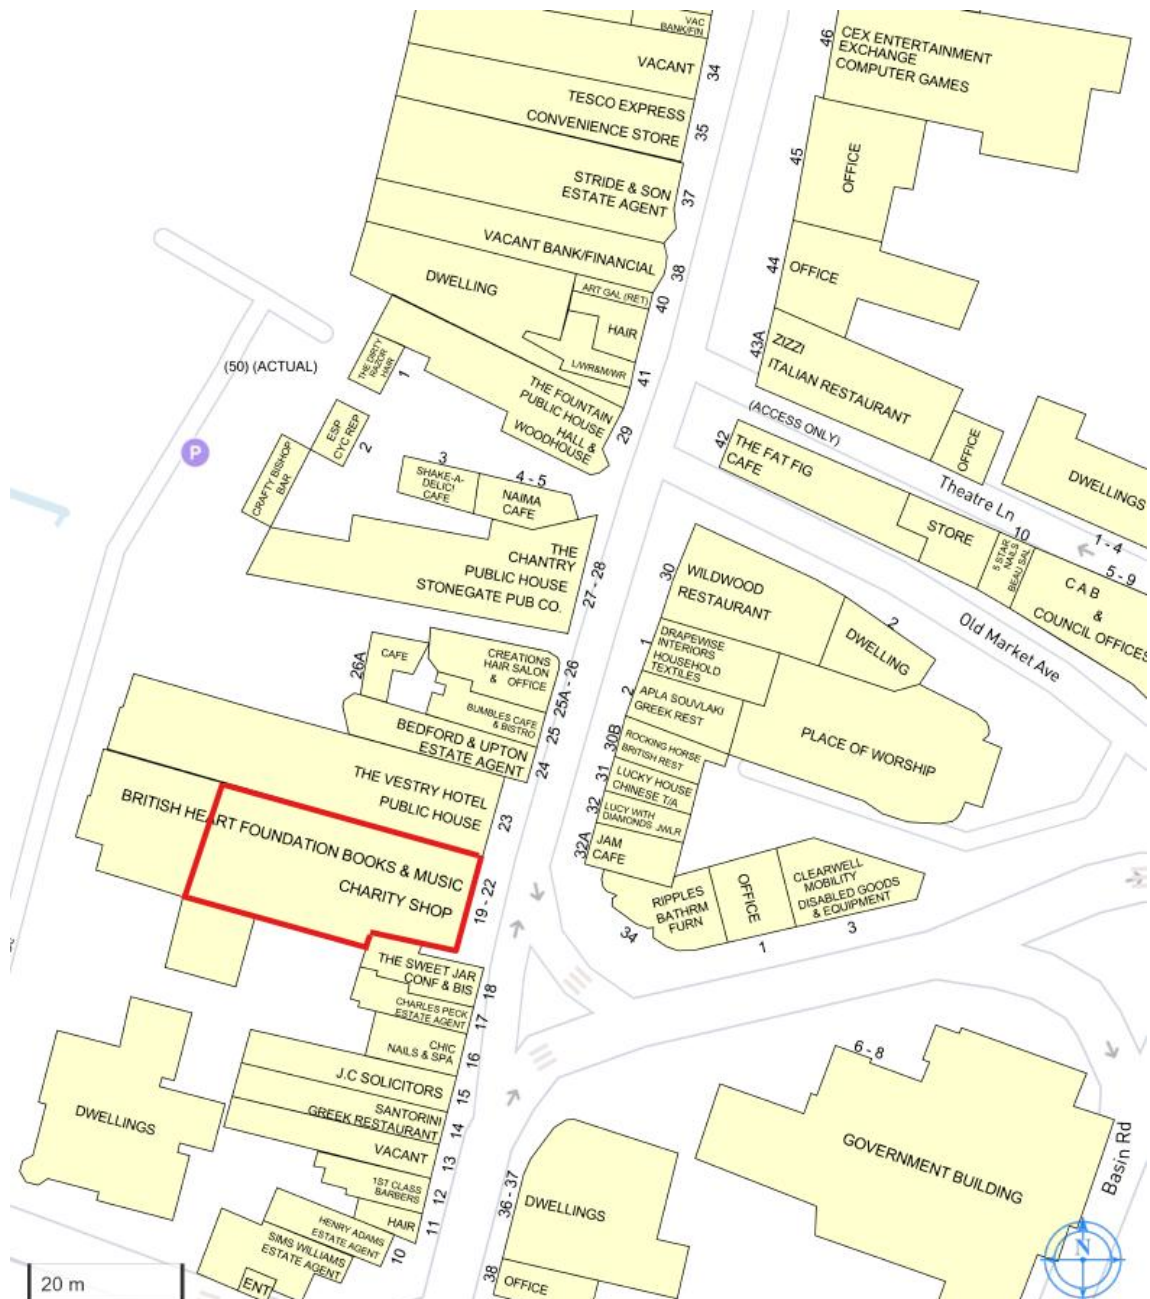 VAC
BANK/FIN
VACANT
34
TESCO EXPRESS
CONVENIENCE STORE
35
STRIDE & SON
ESTATE AGENT
37
VACANT BANK/FINANCIAL
38
DWELLING
ART GAL (RET)
40
HAIR
L/WR&M/WR
41
THE FOUNTAIN
PUBLIC HOUSE
HALL &
WOODHOUSE
29
46
CEX ENTERTAINMENT
EXCHANGE
COMPUTER GAMES
45
OFFICE
44
OFFICE
43A
ZIZZI
ITALIAN RESTAURANT
OFFICE
(ACCESS ONLY)
42
THE FAT FIG
CAFE
DWELLINGS
Theatre Ln
STORE
10
1 - 4
5 STAR
NAILS
BEAU SAL
5 - 9
C A B
&
COUNCIL OFFICES
Old Market Ave
(50) (ACTUAL)
THE DIRTY
RAZOR
HAIR
1
ESP
CYC REP
2
P
CRAFTY BISHOP
BAR
3
SHAKE-A-
DELIC!
CAFE
4 - 5
NAIMA
CAFE
THE
CHANTRY
PUBLIC HOUSE
STONEGATE PUB CO.
27 - 28
30
WILDWOOD
RESTAURANT
2
DWELLING
1
DRAPEWISE
INTERIORS
HOUSEHOLD
TEXTILES
2
APLA SOUVLAKI
GREEK REST
PLACE OF WORSHIP
30B
ROCKING HORSE
BRITISH REST
31
LUCKY HOUSE
CHINESE T/A
32
LUCY WITH
DIAMONDS JWLR
32A
JAM
CAFE
26A
CAFE
CREATIONS
HAIR SALON
& OFFICE
25A - 26
BUMBLES CAFE
& BISTRO
25
BEDFORD & UPTON
ESTATE AGENT
24
THE VESTRY HOTEL
PUBLIC HOUSE
23
BRITISH HEART FOUNDATION BOOKS & MUSIC
CHARITY SHOP
19 - 22
RIPPLES
BATHRM
FURN
34
OFFICE
1
CLEARWELL
MOBILITY
DISABLED GOODS
& EQUIPMENT
3
THE SWEET JAR
CONF & BIS
18
CHARLES PECK
ESTATE AGENT
17
CHIC
NAILS & SPA
16
J.C SOLICITORS
15
SANTORINI
GREEK RESTAURANT
14
VACANT
13
1ST CLASS
BARBERS
12
HAIR
11
HENRY ADAMS
ESTATE AGENT
10
SIMS WILLIAMS
ESTATE AGENT
ENT
DWELLINGS
6 - 8
GOVERNMENT BUILDING
Basin Rd
36 - 37
DWELLINGS
38
OFFICE
N
20 m